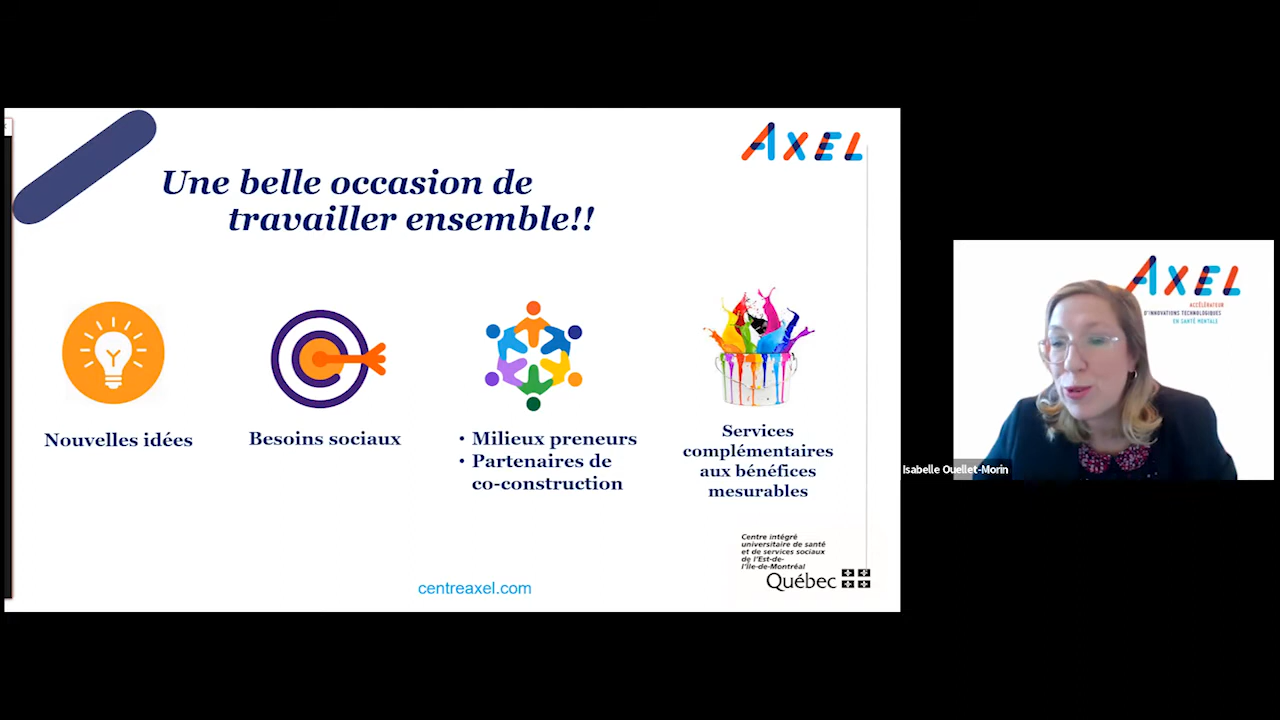 AXEL
Une belle occasion de
travailler ensemble!!
Nouvelles idées
Besoins sociaux
• Milieux preneurs
• Partenaires de
co-construction
Services
complémentaires
aux bénéfices
mesurables
Centre intégré
universitaire de santé
et de services sociaux
de l'Est-de-
l'Île-de-Montréal
Québec
centreaxel.com
AXEL
ACCÉLÉRATEUR
D'INNOVATIONS TECHNOLOGIQUES
EN SANTÉ MENTALE
Isabelle Ouellet-Morin